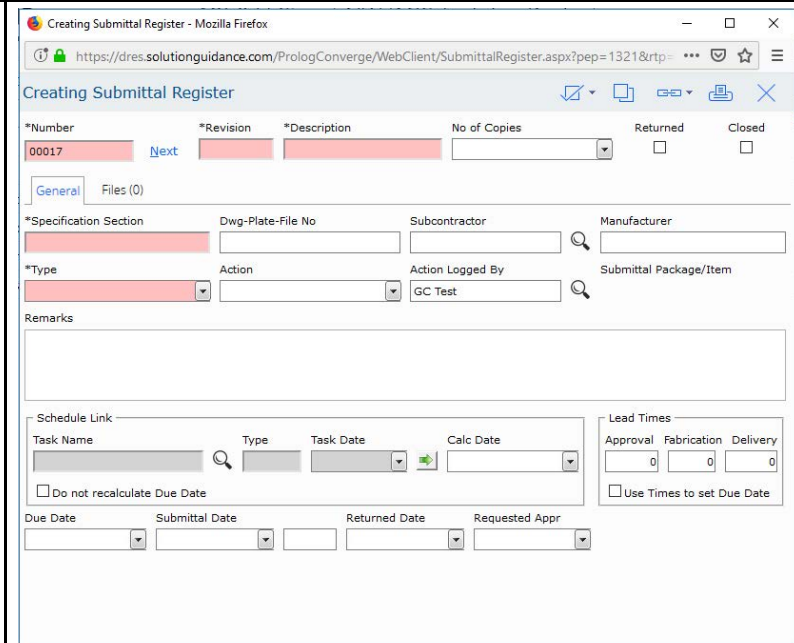 Creating Submittal Register - Mozilla Firefox
https://dres.solutionguidance.com/PrologConverge/WebClient/SubmittalRegister.aspx?pep=1321&rtp=
Creating Submittal Register
*Number *Revision *Description No of Copies Returned Closed
00017 Next
General Files (0)
*Specification Section Dwg-Plate-File No Subcontractor Manufacturer
*Type Action Action Logged By Submittal Package/Item
GC Test
Remarks
Schedule Link Lead Times
Task Name Type Task Date Calc Date Approval Fabrication Delivery
0 0 0
Do not recalculate Due Date Use Times to set Due Date
Due Date Submittal Date Returned Date Requested Appr